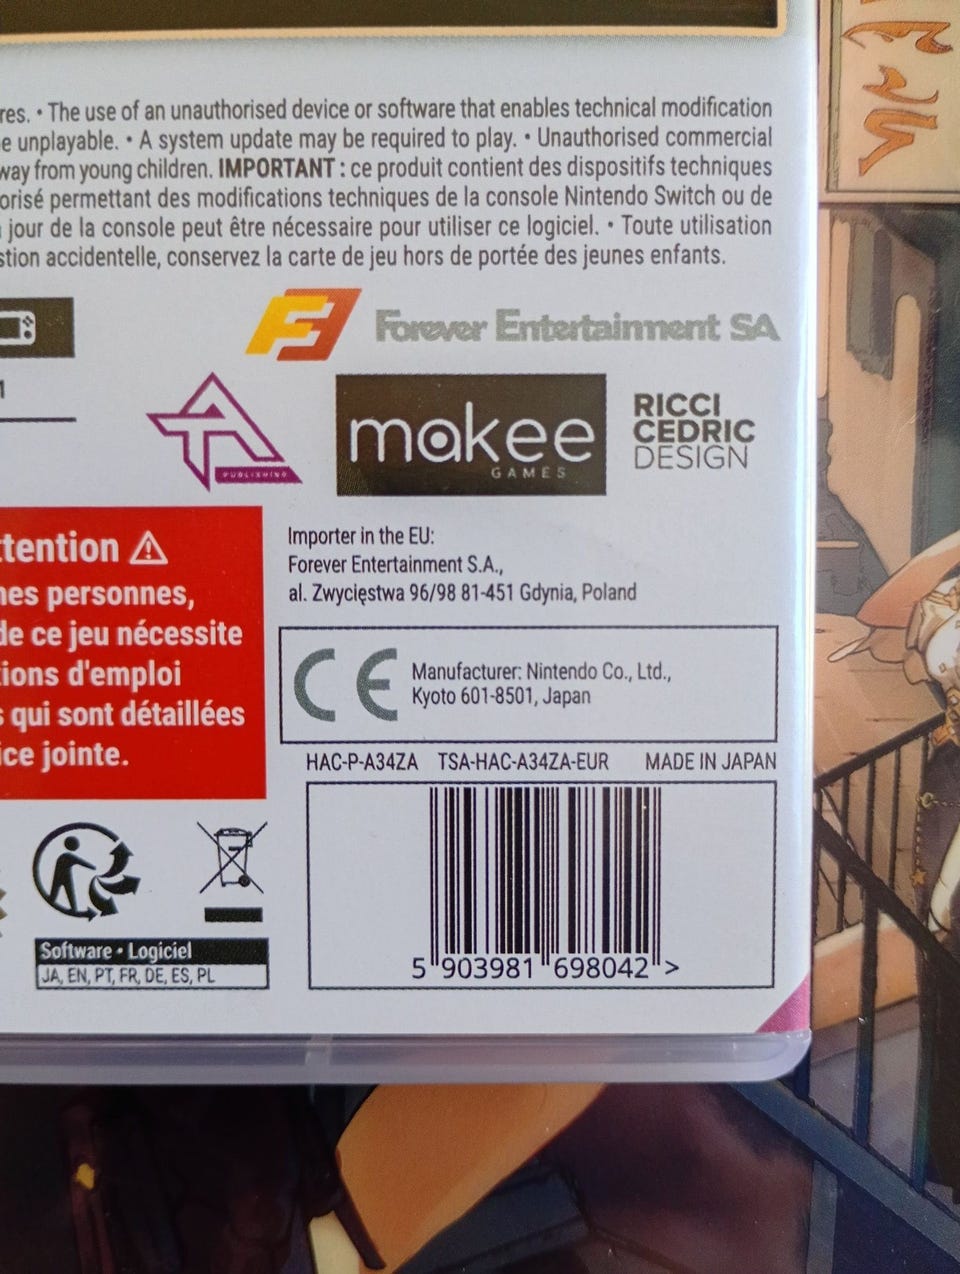 res. • The use of an unauthorised device or software that enables technical modification
e unplayable. • A system update may be required to play. • Unauthorised commercial
way from young children. IMPORTANT : ce produit contient des dispositifs techniques
orisé permettant des modifications techniques de la console Nintendo Switch ou de
jour de la console peut être nécessaire pour utiliser ce logiciel. • Toute utilisation
stion accidentelle, conservez la carte de jeu hors de portée des jeunes enfants.
Forever Entertainment SA
PUBLISHING
makee
GAMES
RICCI
CEDRIC
DESIGN
ttention
nes personnes,
de ce jeu nécessite
ions d'emploi
s qui sont détaillées
ice jointe.
Importer in the EU:
Forever Entertainment S.A.,
al. Zwycięstwa 96/98 81-451 Gdynia, Poland
CE
Manufacturer: Nintendo Co., Ltd.,
Kyoto 601-8501, Japan
HAC-P-A34ZA TSA-HAC-A34ZA-EUR MADE IN JAPAN
Software • Logiciel
JA, EN, PT, FR, DE, ES, PL
5 903981 698042 >